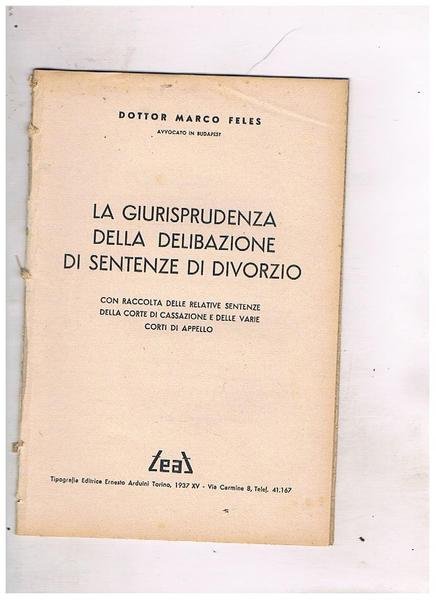 DOTTOR MARCO FELES
AVVOCATO IN BUDAPEST
LA GIURISPRUDENZA
DELLA DELIBAZIONE
DI SENTENZE DI DIVORZIO
CON RACCOLTA DELLE RELATIVE SENTENZE
DELLA CORTE DI CASSAZIONE E DELLE VARIE
CORTI DI APPELLO
Teat
Tipografia Editrice Ernesto Arduini Torino, 1937 XV - Via Carmine 8, Telef. 41.167